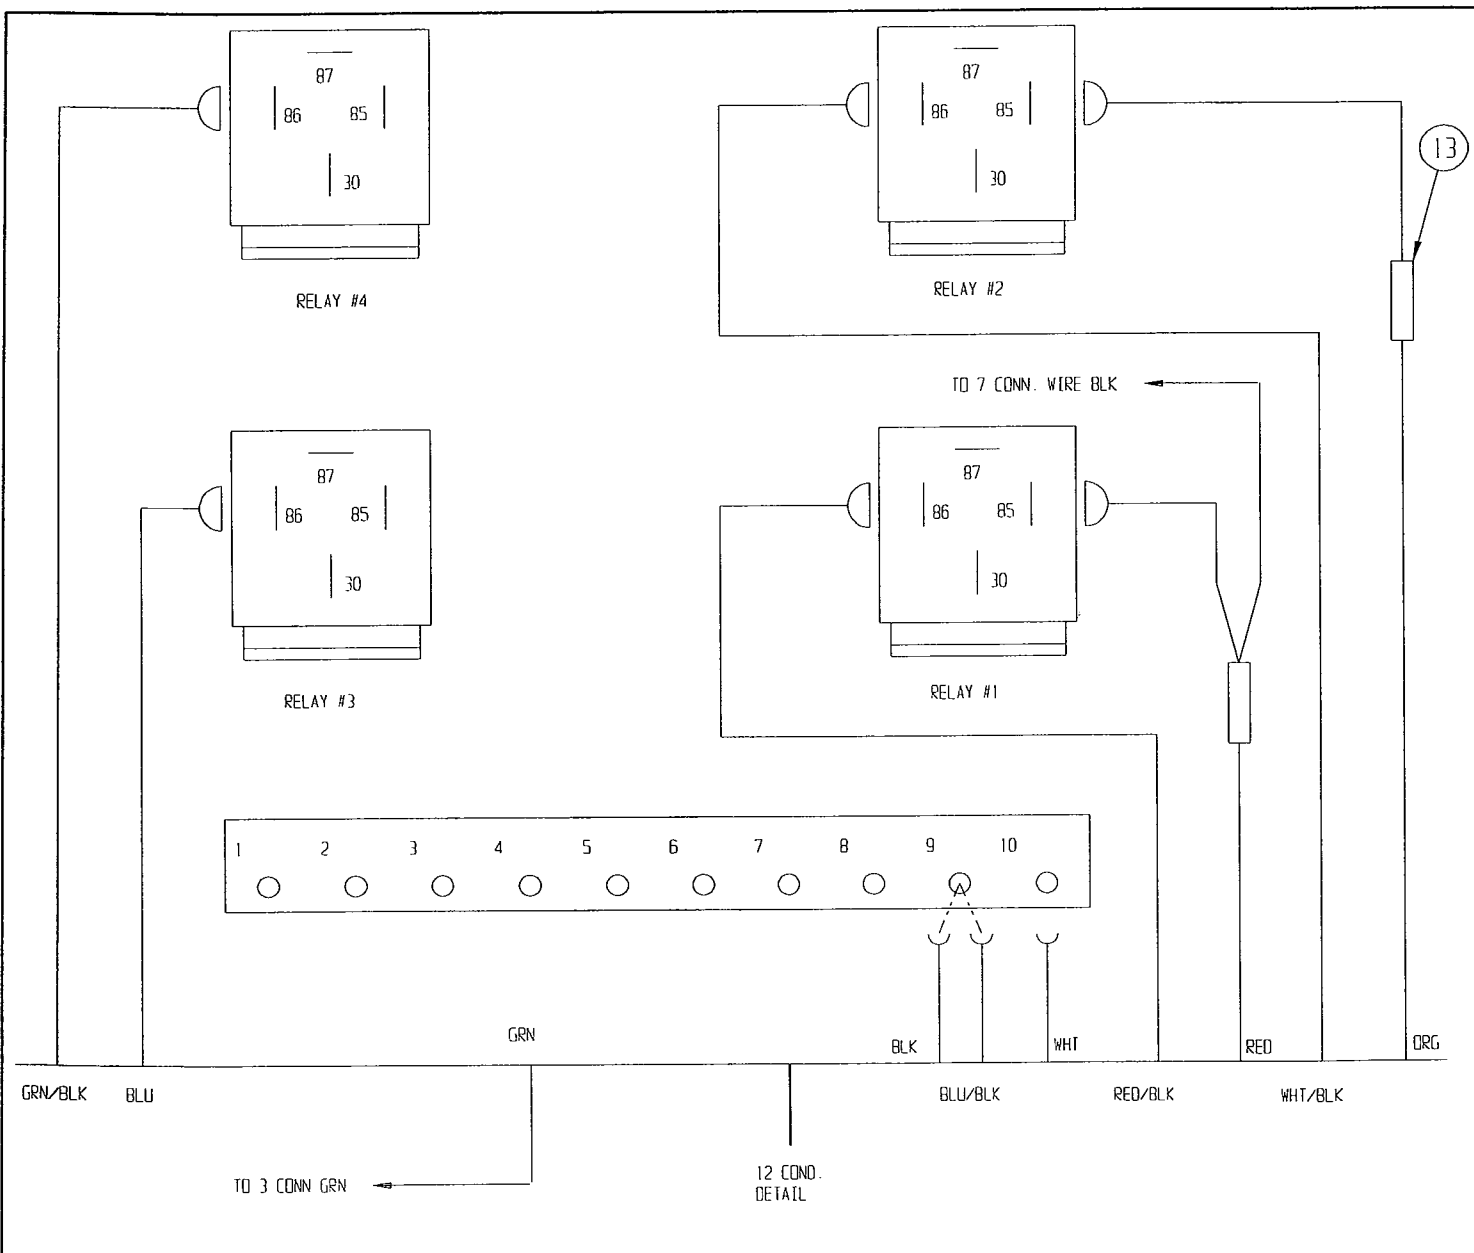 87
86 85
30
RELAY #4
87
86 85
30
RELAY #2
13
TO 7 CONN. WIRE BLK
87
86 85
30
RELAY #3
87
86 85
30
RELAY #1
1 2 3 4 5 6 7 8 9 10
GRN
BLK
WHT
RED
ORG
GRN/BLK
BLU
BLU/BLK
RED/BLK
WHT/BLK
TO 3 CONN GRN
12 COND.
DETAIL